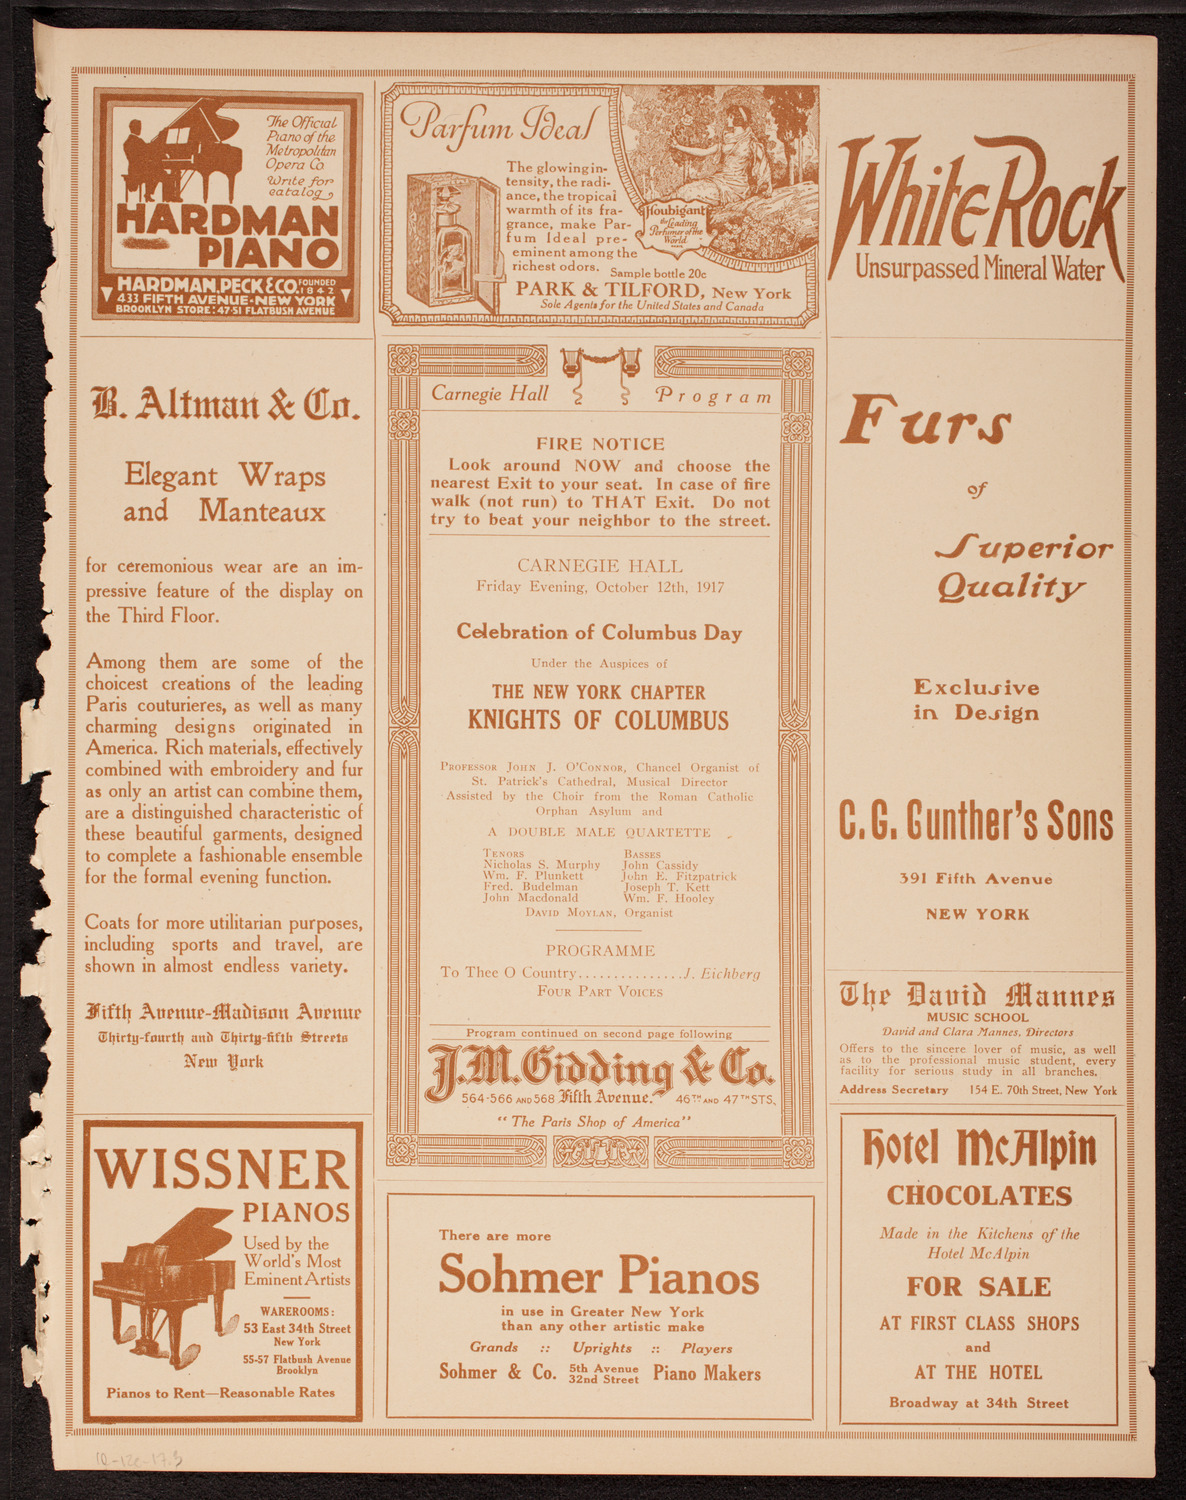 The Official
Piano of the
Metropolitan
Opera Co.
Write for
catalog
HARDMAN
PIANO
HARDMAN, PECK & CO. FOUNDED 1842
433 FIFTH AVENUE - NEW YORK
BROOKLYN STORE: 47-51 FLATBUSH AVENUE
Parfum Ideal
The glowing in-
tensity, the radi-
ance, the tropical
warmth of its fra-
grance, make Par-
fum Ideal pre-
eminent among the
richest odors.
Houbigant
the Leading
Perfumer of the
World
Sample bottle 20c
PARK & TILFORD, New York
Sole Agents for the United States and Canada
White Rock
Unsurpassed Mineral Water
B. Altman & Co.
Elegant Wraps
and Manteaux
for ceremonious wear are an im-
pressive feature of the display on
the Third Floor.
Among them are some of the
choicest creations of the leading
Paris couturieres, as well as many
charming designs originated in
America. Rich materials, effectively
combined with embroidery and fur
as only an artist can combine them,
are a distinguished characteristic of
these beautiful garments, designed
to complete a fashionable ensemble
for the formal evening function.
Coats for more utilitarian purposes,
including sports and travel, are
shown in almost endless variety.
Fifth Avenue-Madison Avenue
Thirty-fourth and Thirty-fifth Streets
New York
WISSNER
PIANOS
Used by the
World's Most
Eminent Artists
WAREROOMS:
53 East 34th Street
New York
55-57 Flatbush Avenue
Brooklyn
Pianos to Rent—Reasonable Rates
Carnegie Hall Program
FIRE NOTICE
Look around NOW and choose the
nearest Exit to your seat. In case of fire
walk (not run) to THAT Exit. Do not
try to beat your neighbor to the street.
CARNEGIE HALL
Friday Evening, October 12th, 1917
Celebration of Columbus Day
Under the Auspices of
THE NEW YORK CHAPTER
KNIGHTS OF COLUMBUS
PROFESSOR JOHN J. O'CONNOR, Chancel Organist of
St. Patrick's Cathedral, Musical Director
Assisted by the Choir from the Roman Catholic
Orphan Asylum and
A DOUBLE MALE QUARTETTE
TENORS BASSES
Nicholas S. Murphy John Cassidy
Wm. F. Plunkett John E. Fitzpatrick
Fred. Budelman Joseph T. Kett
John Macdonald Wm. F. Hooley
DAVID MOYLAN, Organist
PROGRAMME
To Thee O Country...............J. Eichberg
FOUR PART VOICES
Program continued on second page following
J.M. Gidding & Co.
564-566 AND 568 Fifth Avenue. 46TH AND 47TH STS.
"The Paris Shop of America"
There are more
Sohmer Pianos
in use in Greater New York
than any other artistic make
Grands :: Uprights :: Players
Sohmer & Co. 5th Avenue 32nd Street Piano Makers
Furs
of
Superior
Quality
Exclusive
in Design
C.G. Gunther's Sons
391 Fifth Avenue
NEW YORK
The David Mannes
MUSIC SCHOOL
David and Clara Mannes, Directors
Offers to the sincere lover of music, as well
as to the professional music student, every
facility for serious study in all branches.
Address Secretary 154 E. 70th Street, New York
Hotel McAlpin
CHOCOLATES
Made in the Kitchens of the
Hotel McAlpin
FOR SALE
AT FIRST CLASS SHOPS
and
AT THE HOTEL
Broadway at 34th Street